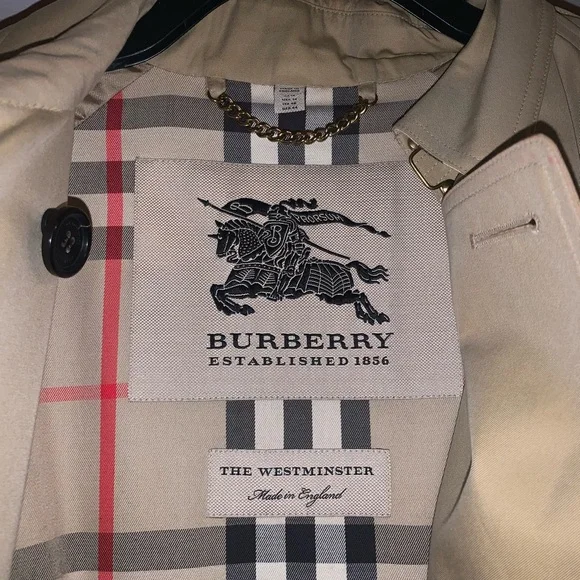 PRORSUM
BURBERRY
ESTABLISHED 1856
THE WESTMINSTER
Made in England